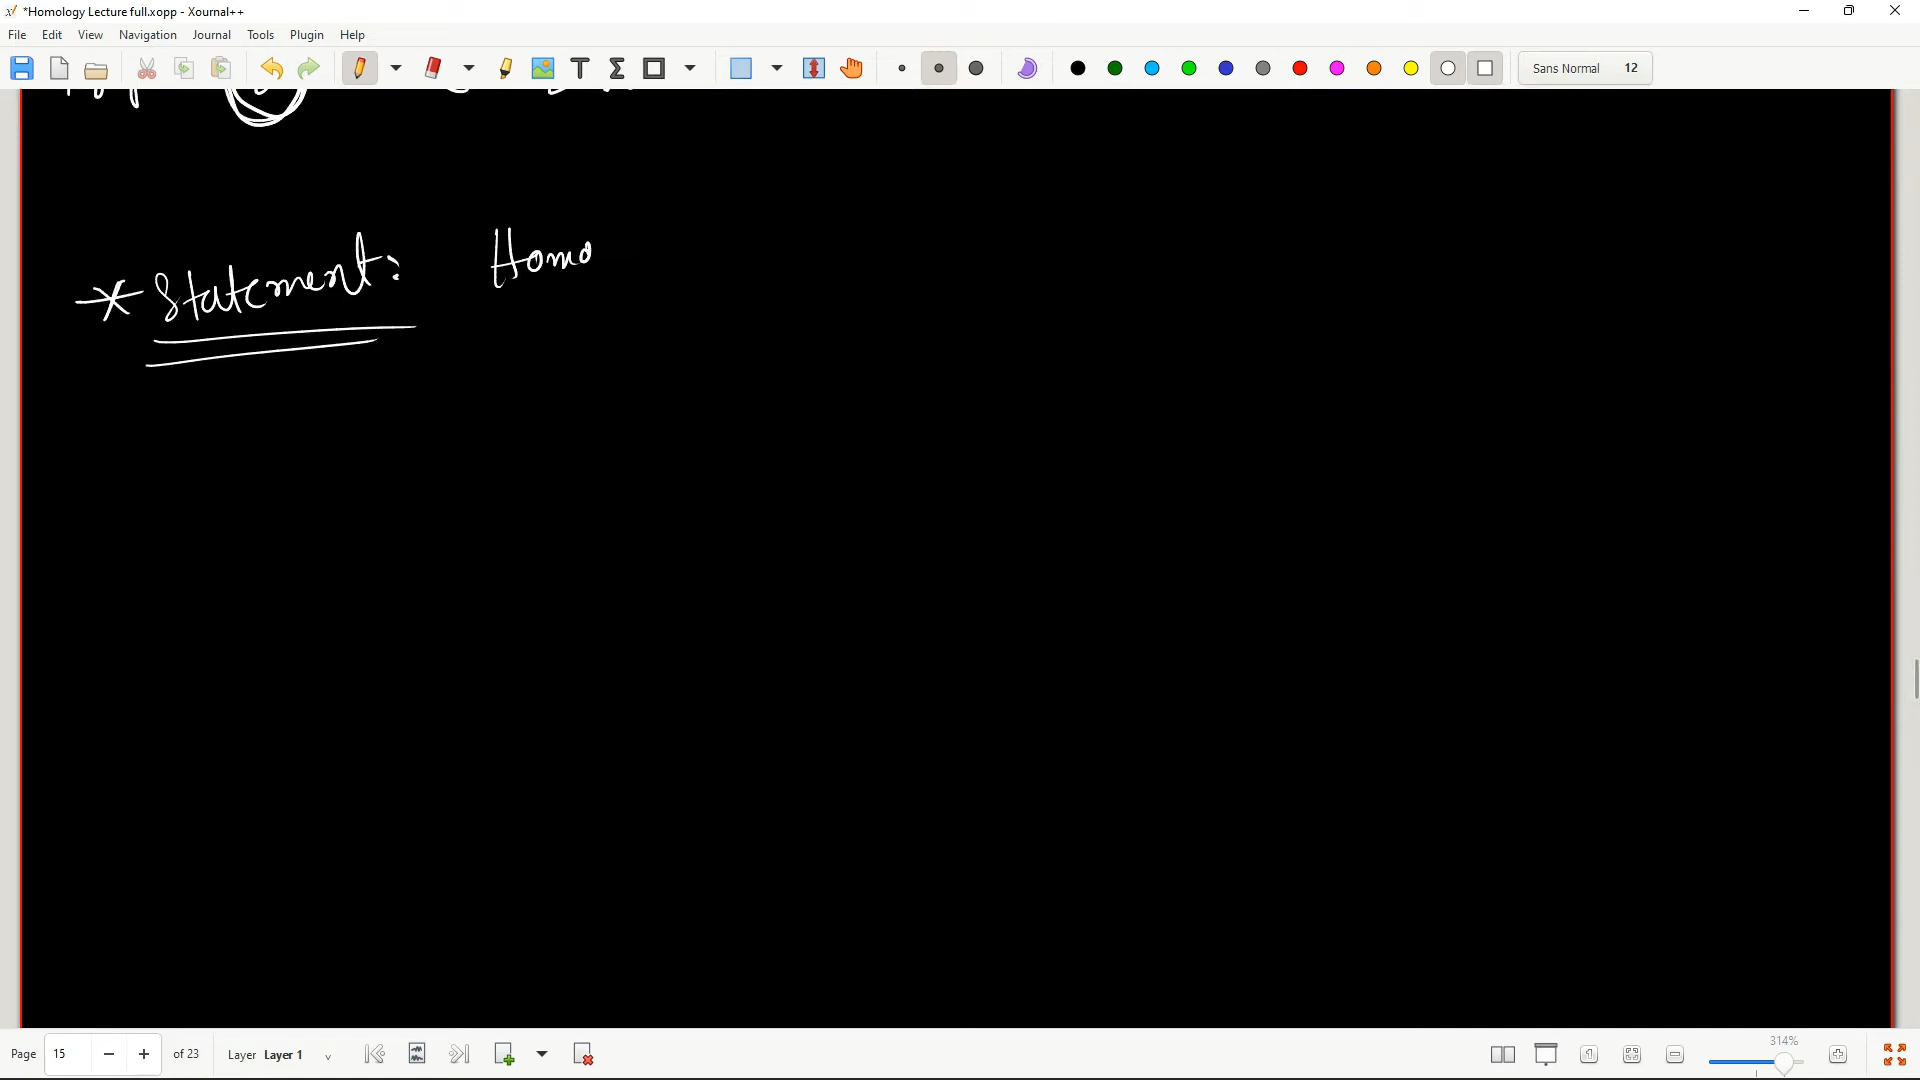 *Homology Lecture full.xopp - Xournal++
File Edit View Navigation Journal Tools Plugin Help
Sans Normal 12
* Statement: Homo
Page 15 of 23 Layer Layer 1 314%